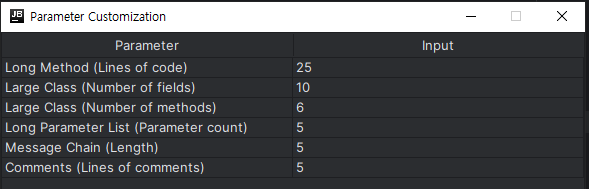 JB Parameter Customization
Parameter Input
Long Method (Lines of code) 25
Large Class (Number of fields) 10
Large Class (Number of methods) 6
Long Parameter List (Parameter count) 5
Message Chain (Length) 5
Comments (Lines of comments) 5